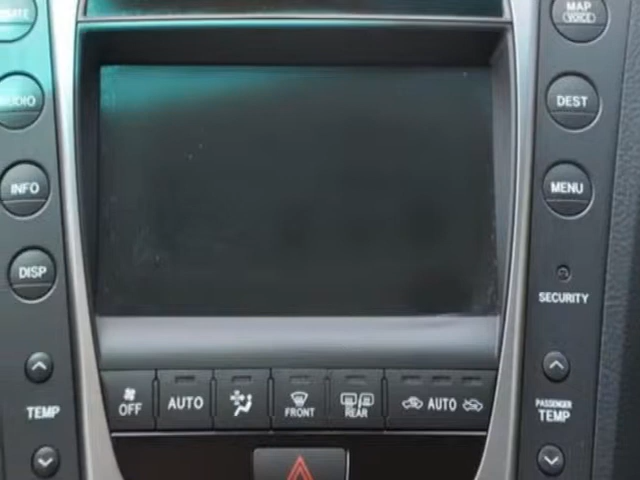 MAP
VOICE
AUDIO
DEST
INFO
MENU
DISP
SECURITY
OFF
AUTO
FRONT
REAR
AUTO
TEMP
PASSENGER
TEMP